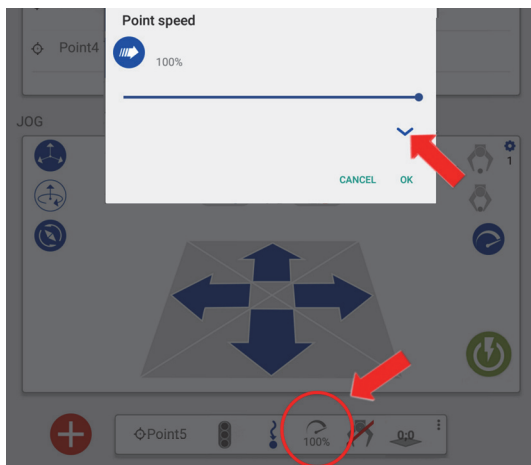 Point speed
100%
Point4
JOG
CANCEL OK
1
Point5
100%
0;0